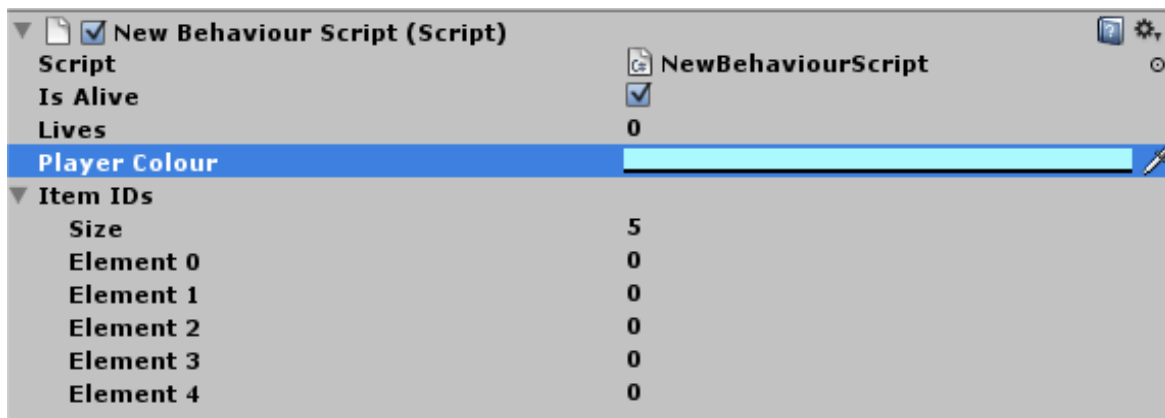 New Behaviour Script (Script)
Script NewBehaviourScript
Is Alive
Lives 0
Player Colour
Item IDs
Size 5
Element 0 0
Element 1 0
Element 2 0
Element 3 0
Element 4 0